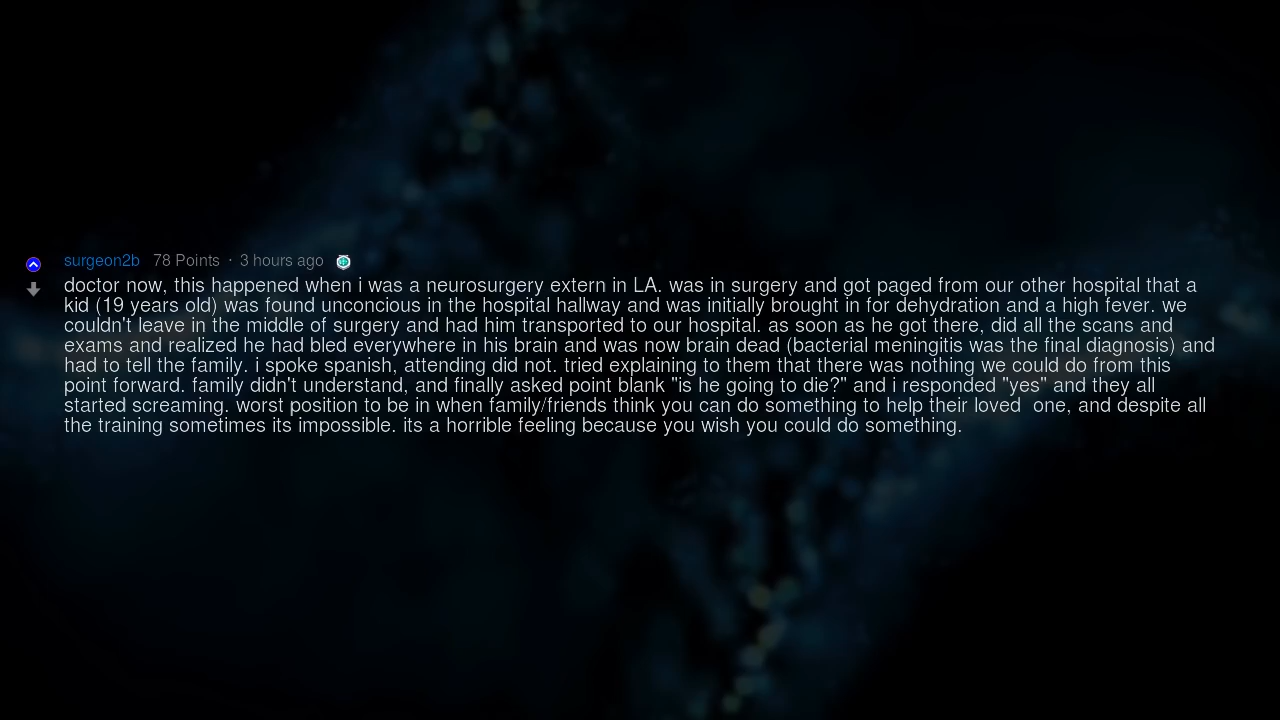 surgeon2b 78 Points · 3 hours ago
doctor now, this happened when i was a neurosurgery extern in LA. was in surgery and got paged from our other hospital that a
kid (19 years old) was found unconcious in the hospital hallway and was initially brought in for dehydration and a high fever. we
couldn't leave in the middle of surgery and had him transported to our hospital. as soon as he got there, did all the scans and
exams and realized he had bled everywhere in his brain and was now brain dead (bacterial meningitis was the final diagnosis) and
had to tell the family. i spoke spanish, attending did not. tried explaining to them that there was nothing we could do from this
point forward. family didn't understand, and finally asked point blank "is he going to die?" and i responded "yes" and they all
started screaming. worst position to be in when family/friends think you can do something to help their loved  one, and despite all
the training sometimes its impossible. its a horrible feeling because you wish you could do something.